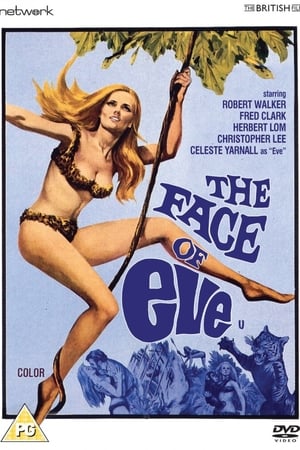 network
THE BRITISH FILM
starring
ROBERT WALKER
FRED CLARK
HERBERT LOM
CHRISTOPHER LEE
CELESTE YARNALL as "Eve"
THE
FACE
OF
eve
U
COLOR
PG
DVD
VIDEO